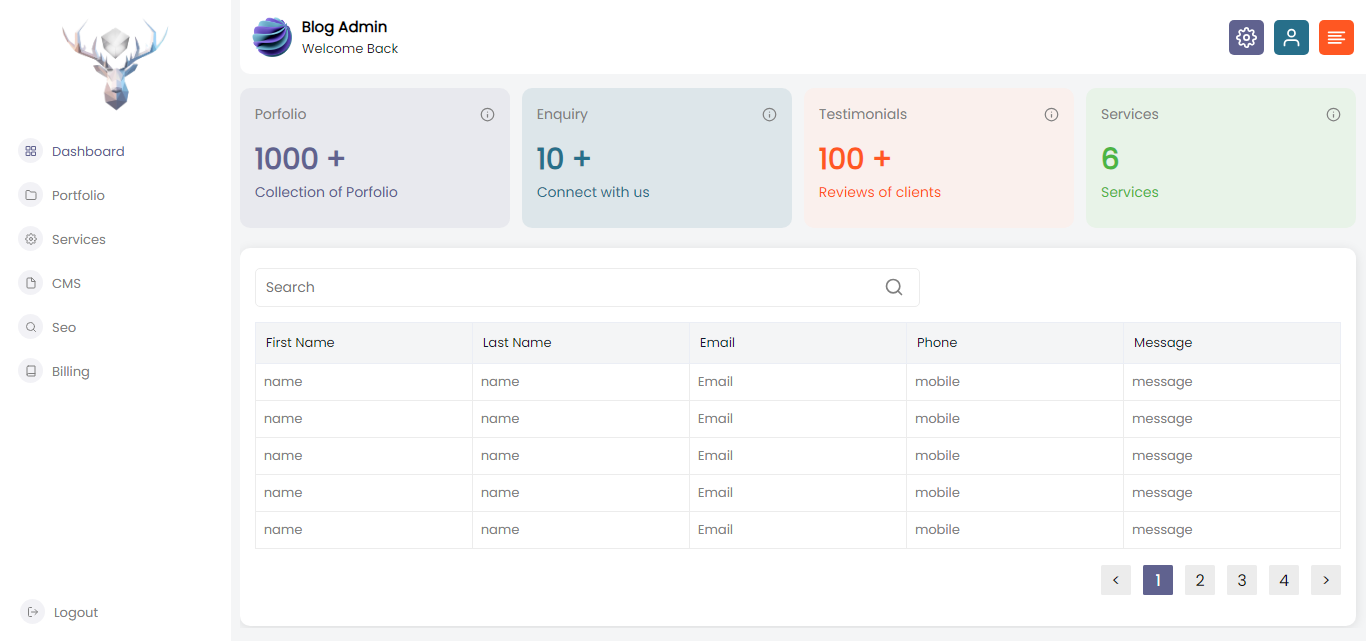 Blog Admin
Welcome Back
Dashboard
Portfolio
Services
CMS
Seo
Billing
Logout
Porfolio
1000 +
Collection of Porfolio
Enquiry
10 +
Connect with us
Testimonials
100 +
Reviews of clients
Services
6
Services
Search
First Name Last Name Email Phone Message
name name Email mobile message
name name Email mobile message
name name Email mobile message
name name Email mobile message
name name Email mobile message
< 1 2 3 4 >